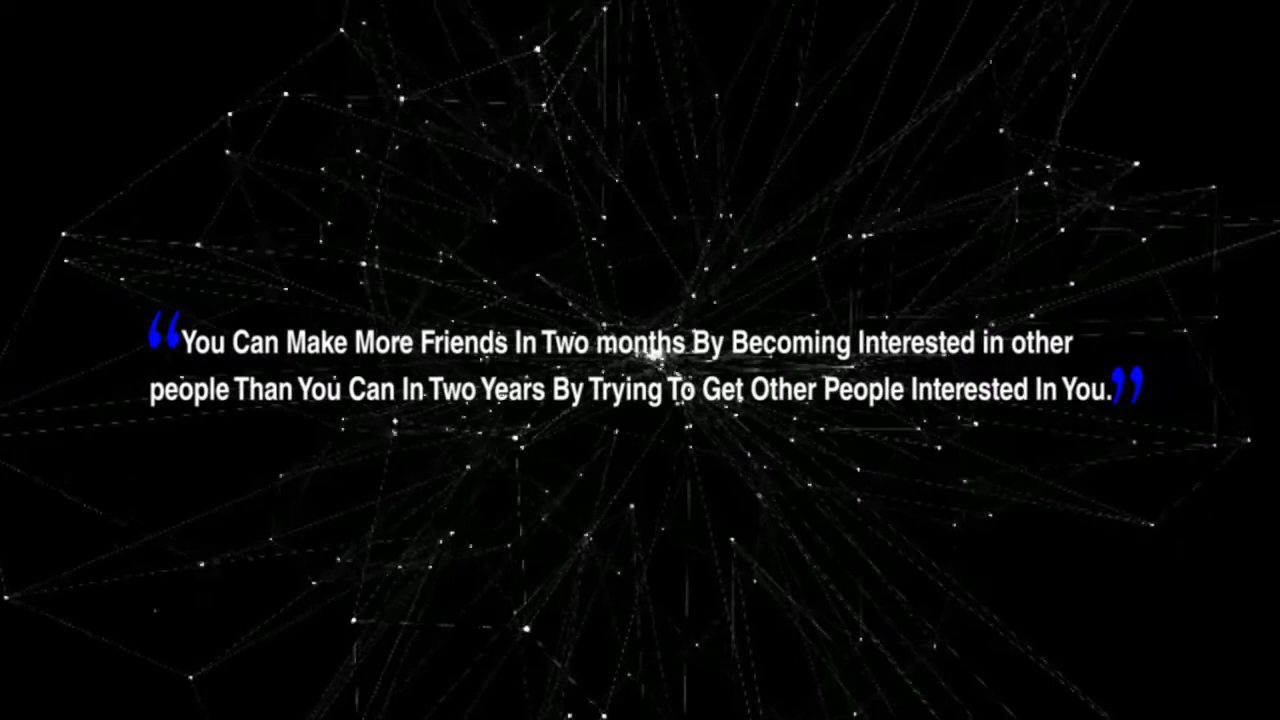 “You Can Make More Friends In Two months By Becoming Interested in other
people Than You Can In Two Years By Trying To Get Other People Interested In You.”